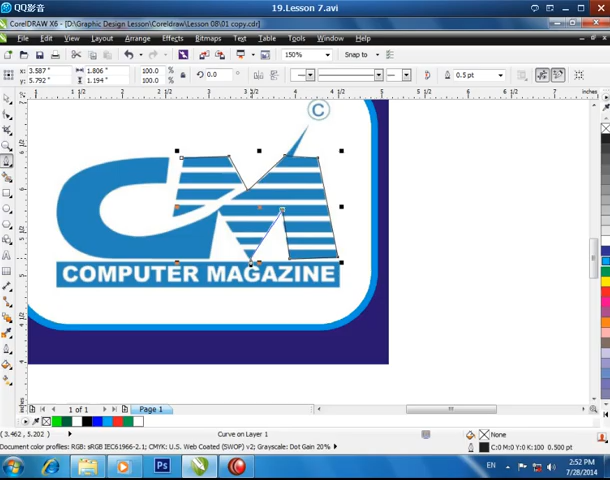 QQ影音
19.Lesson 7.avi
CorelDRAW X6 - [D:\Graphic Design Lesson\Coreldraw\Lesson 08\01 copy.cdr]
File Edit View Layout Arrange Effects Bitmaps Text Table Tools Window Help
150% Snap to
x: 3.587" 1.806" 100.0 %
y: 5.792" 1.194" 100.0 %
0.0
0.5 pt
inches
C
COMPUTER MAGAZINE
1 of 1
Page 1
(3.462, 5.202)
Curve on Layer 1
None
Document color profiles: RGB: sRGB IEC61966-2.1; CMYK: U.S. Web Coated (SWOP) v2; Grayscale: Dot Gain 20%
C:0 M:0 Y:0 K:100 0.500 pt
Ps
EN
2:52 PM
7/28/2014